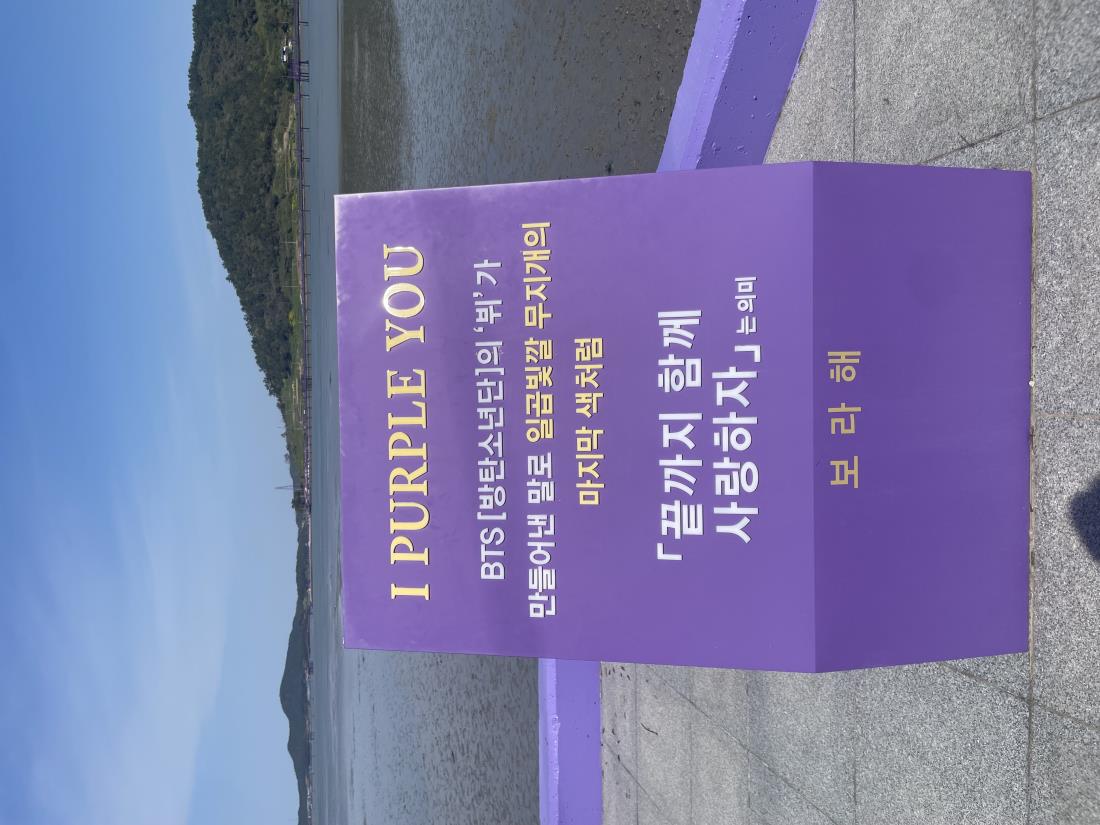 I PURPLE YOU
BTS [방탄소년단]의 '뷔'가
만들어낸 말로 일곱빛깔 무지개의
마지막 색처럼
「끝까지 함께
사랑하자」는 의미
보라해